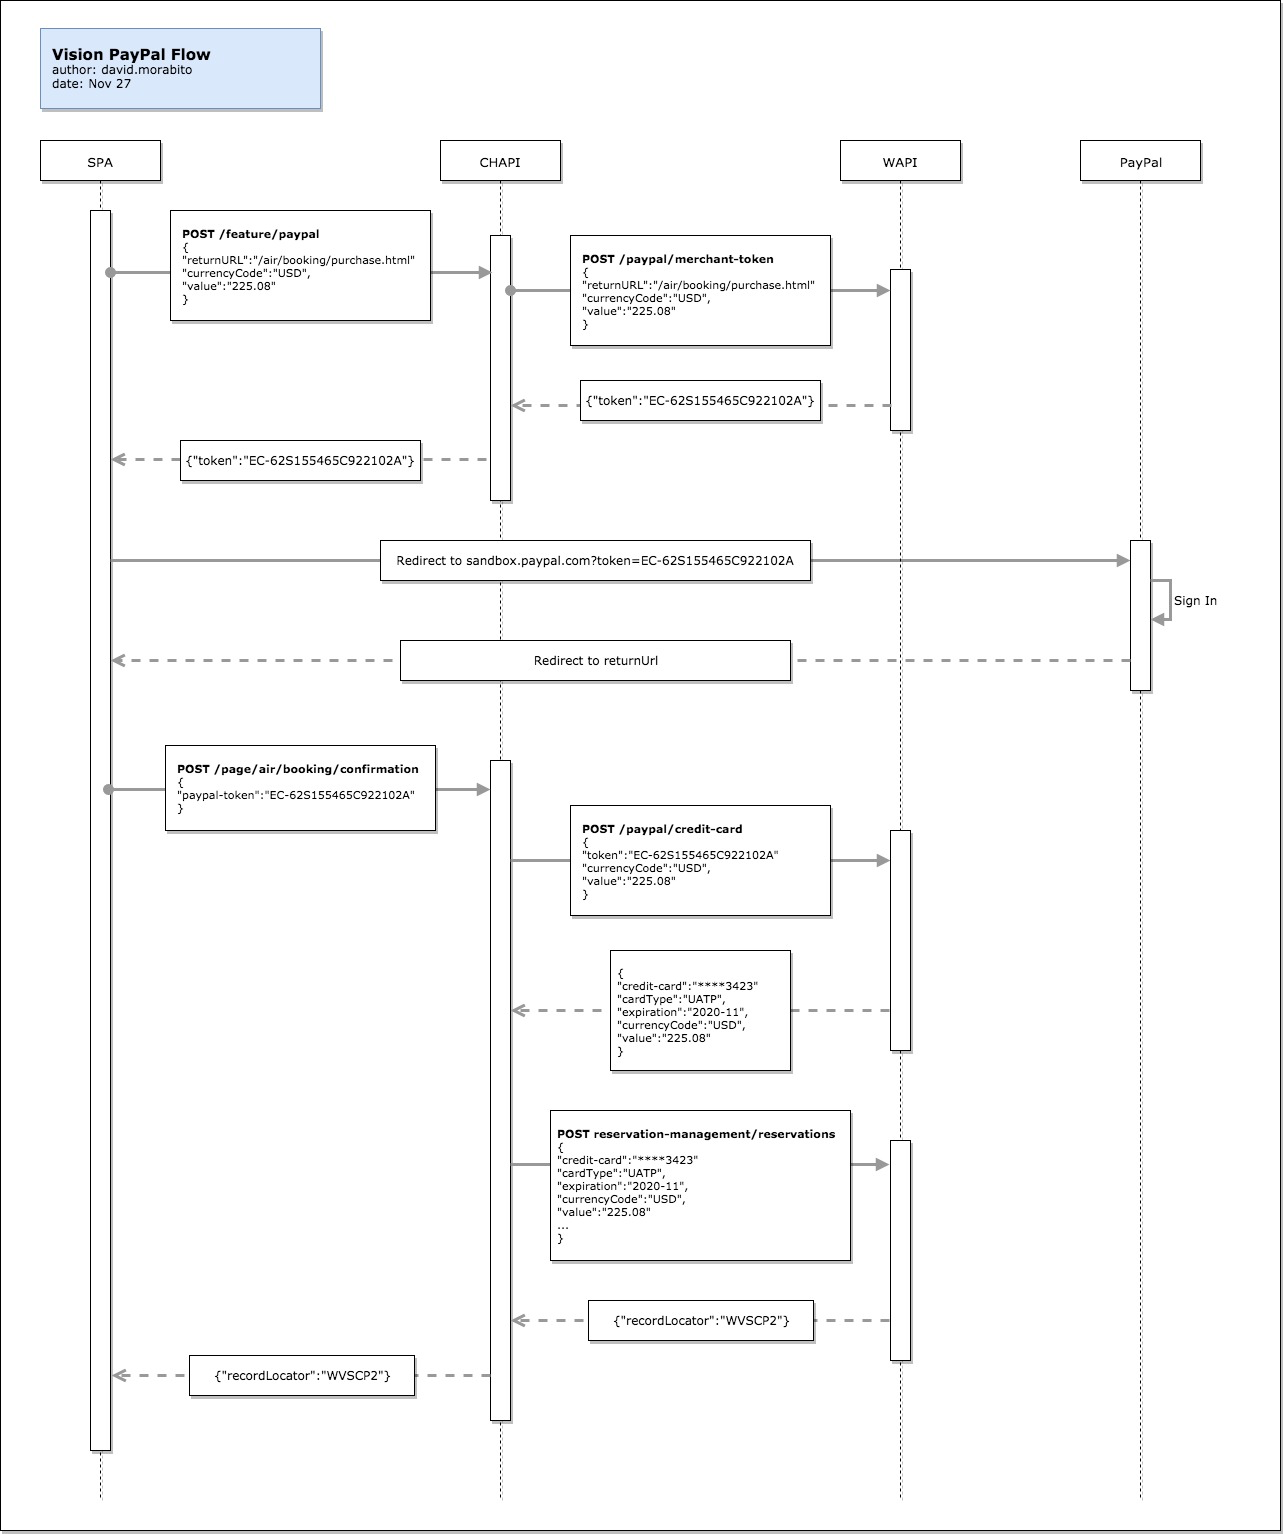 Vision PayPal Flow
author: david.morabito
date: Nov 27
SPA
CHAPI
WAPI
PayPal
POST /feature/paypal
{
"returnURL":"/air/booking/purchase.html"
"currencyCode":"USD",
"value":"225.08"
}
POST /paypal/merchant-token
{
"returnURL":"/air/booking/purchase.html"
"currencyCode":"USD",
"value":"225.08"
}
{"token":"EC-62S155465C922102A"}
{"token":"EC-62S155465C922102A"}
Redirect to sandbox.paypal.com?token=EC-62S155465C922102A
Sign In
Redirect to returnUrl
POST /page/air/booking/confirmation
{
"paypal-token":"EC-62S155465C922102A"
}
POST /paypal/credit-card
{
"token":"EC-62S155465C922102A"
"currencyCode":"USD",
"value":"225.08"
}
{
"credit-card":"****3423"
"cardType":"UATP",
"expiration":"2020-11",
"currencyCode":"USD",
"value":"225.08"
}
POST reservation-management/reservations
{
"credit-card":"****3423"
"cardType":"UATP",
"expiration":"2020-11",
"currencyCode":"USD",
"value":"225.08"
...
}
{"recordLocator":"WVSCP2"}
{"recordLocator":"WVSCP2"}